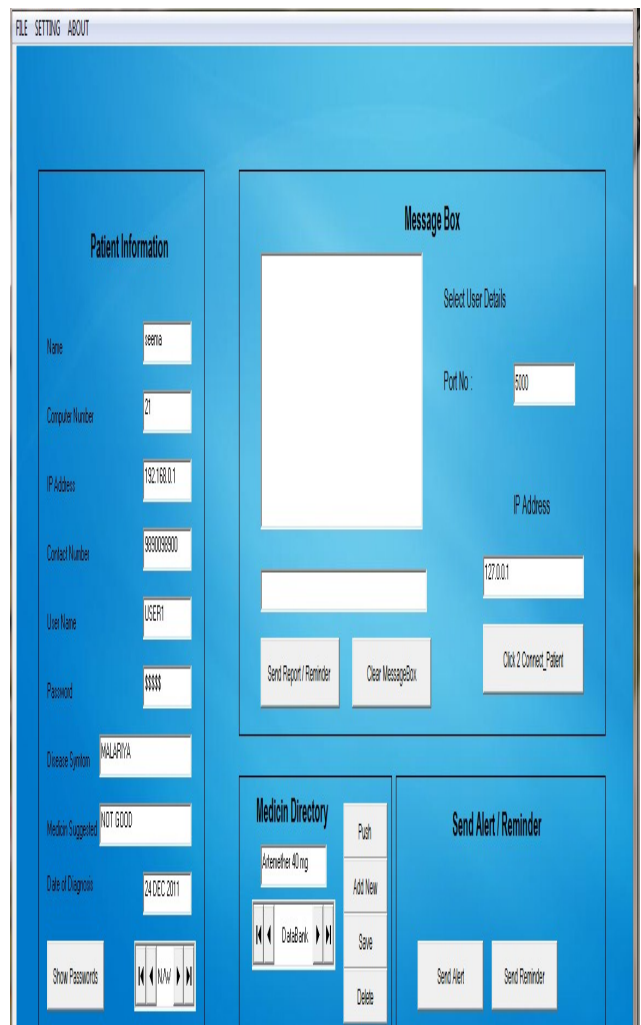 FILE SETTING ABOUT
Patient Information
Name
seema
Computer Number
21
IP Address
192.168.0.1
Contact Number
9890098900
User Name
USER1
Password
$$$$$
Disease Symtom
MALARIYA
Medicin Suggested
NOT GOOD
Date of Diagnosis
24 DEC 2011
Show Passwords
N/w
Message Box
Select User Details
Port No :
5000
IP Address
127.0.0.1
Send Report / Reminder
Clear MessageBox
Click 2 Connect_Patient
Medicin Directory
Artemether 40 mg
DataBank
Push
Add New
Save
Delete
Send Alert / Reminder
Send Alert
Send Reminder